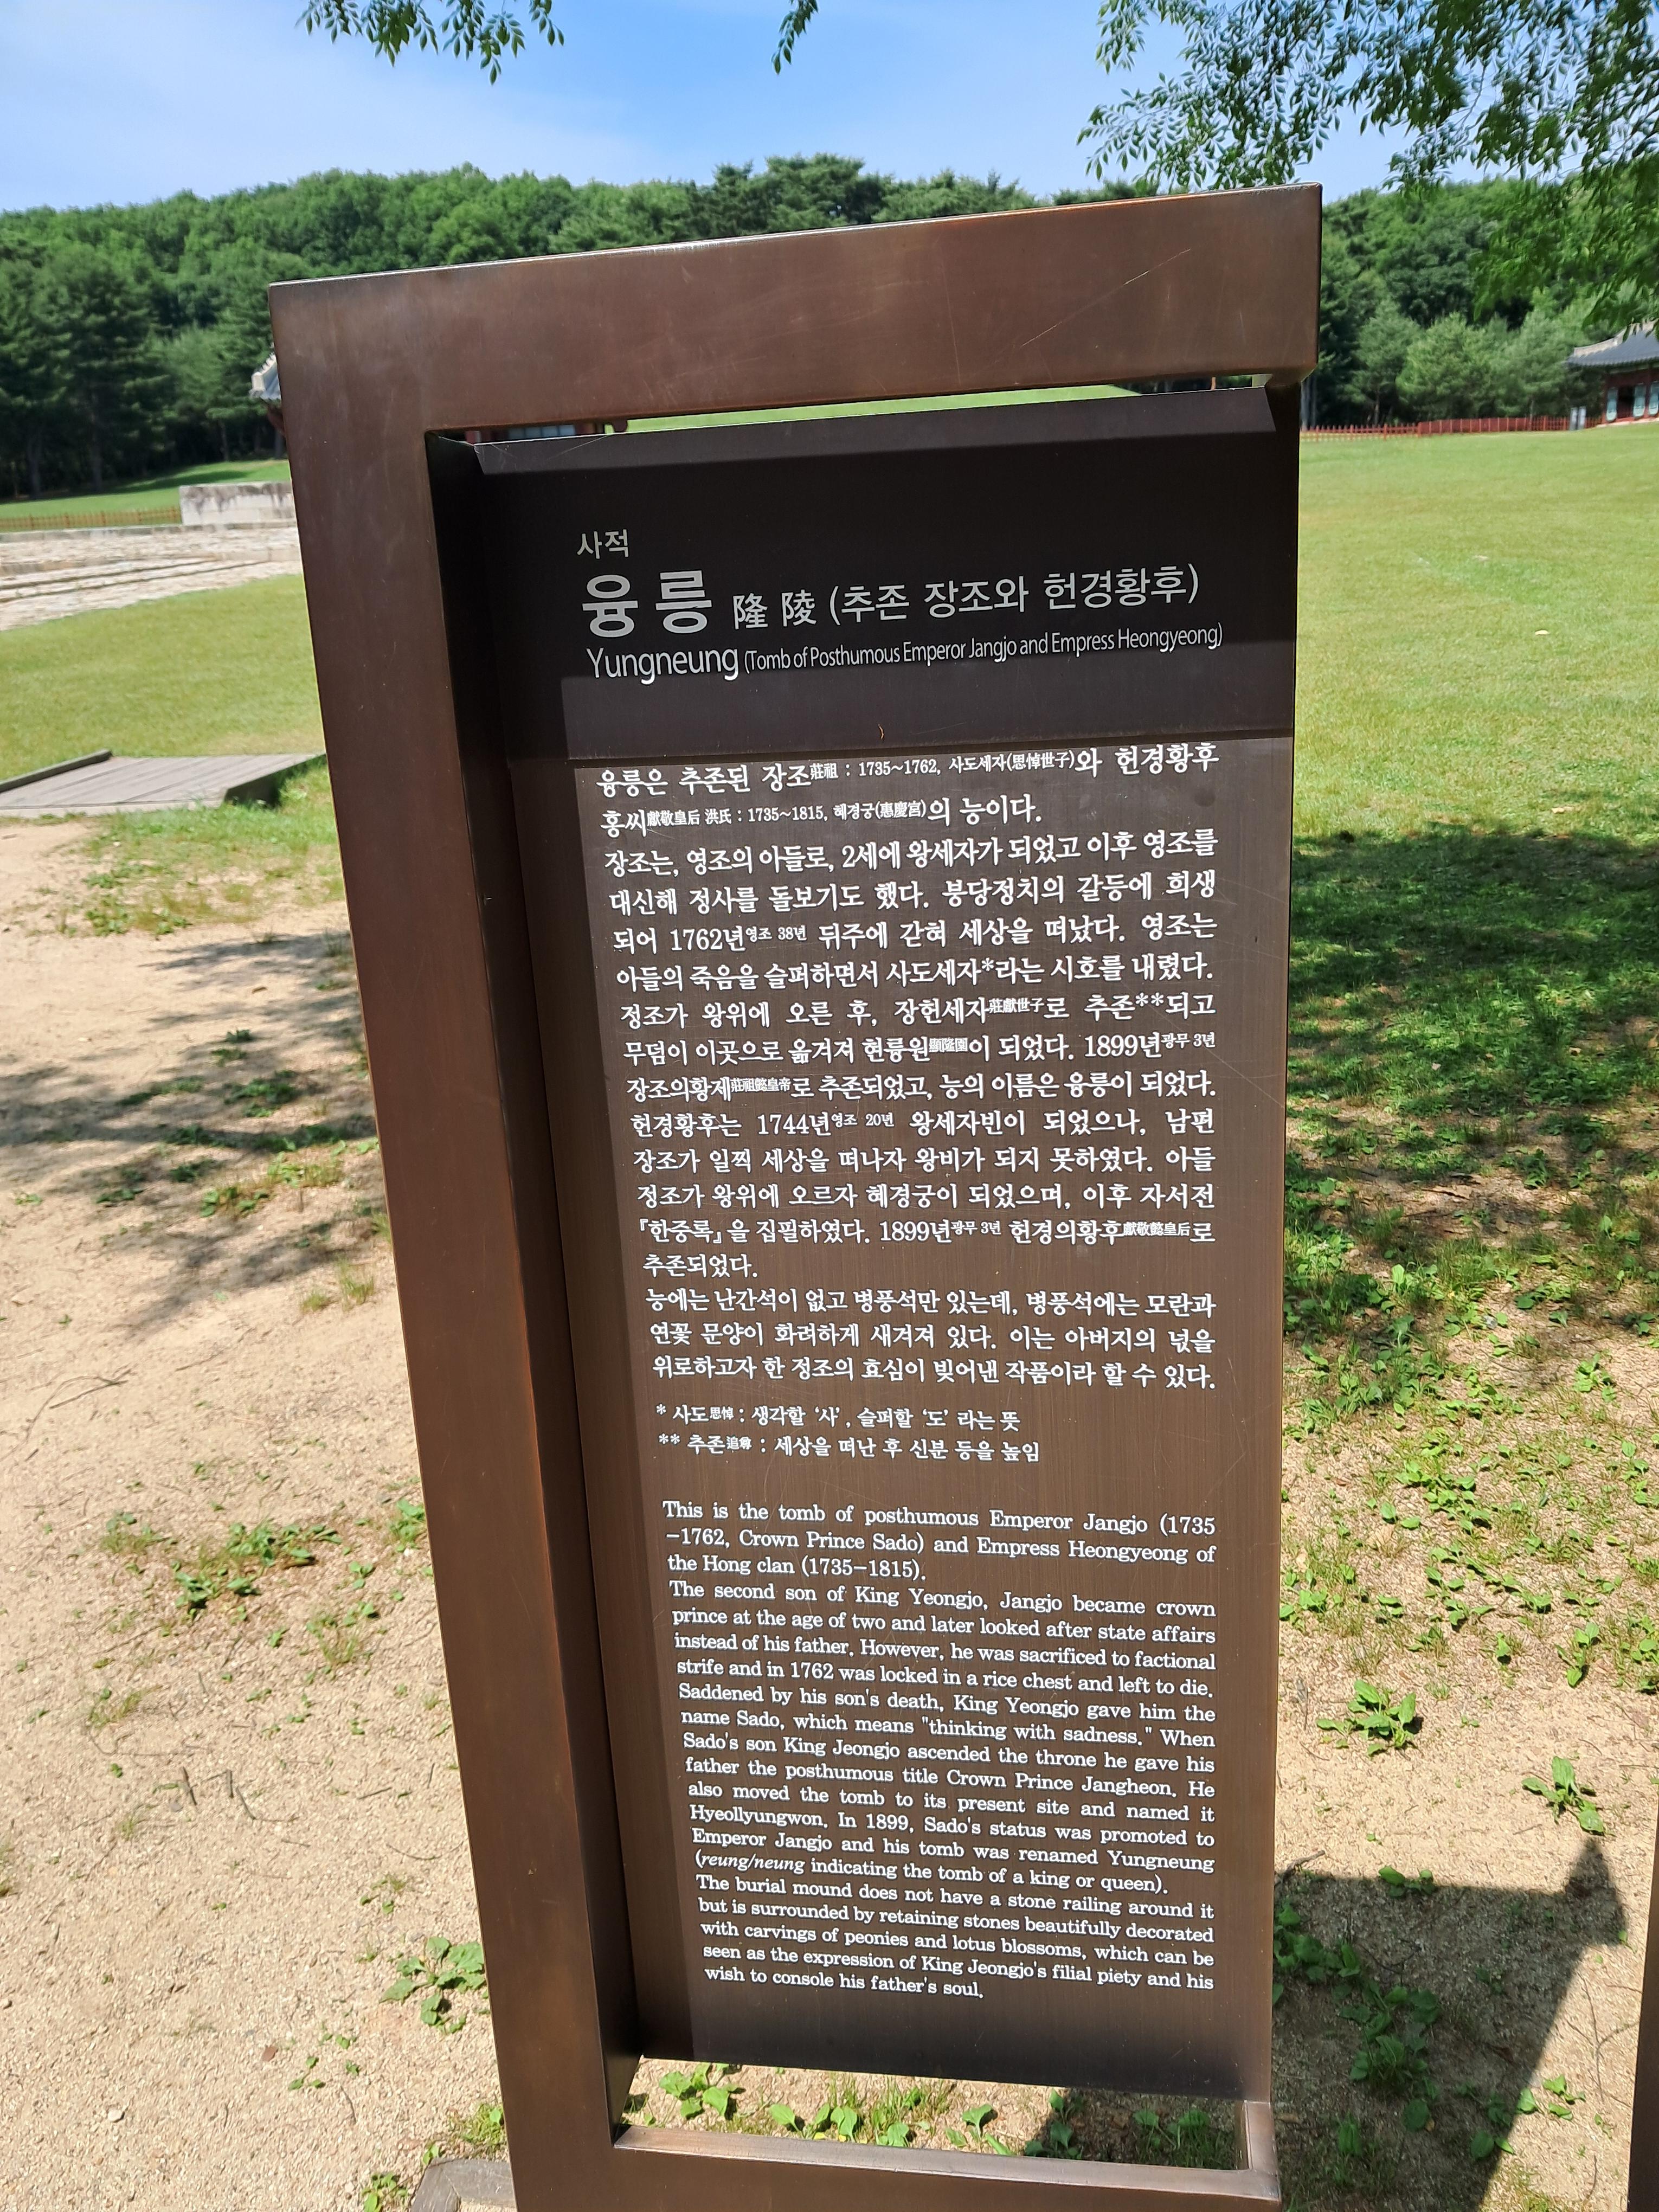 사적
융릉 隆陵 (추존 장조와 헌경황후)
Yungneung (Tomb of Posthumous Emperor Jangjo and Empress Heongyeong)
융릉은 추존된 장조莊祖 : 1735~1762, 사도세자(思悼世子)와 헌경황후
홍씨獻敬皇后 洪氏 : 1735~1815, 혜경궁(惠慶宮)의 능이다.
장조는, 영조의 아들로, 2세에 왕세자가 되었고 이후 영조를
대신해 정사를 돌보기도 했다. 붕당정치의 갈등에 희생
되어 1762년영조 38년 뒤주에 갇혀 세상을 떠났다. 영조는
아들의 죽음을 슬퍼하면서 사도세자*라는 시호를 내렸다.
정조가 왕위에 오른 후, 장헌세자莊獻世子로 추존**되고
무덤이 이곳으로 옮겨져 현륭원顯隆園이 되었다. 1899년광무 3년
장조의황제莊祖懿皇帝로 추존되었고, 능의 이름은 융릉이 되었다.
헌경황후는 1744년영조 20년 왕세자빈이 되었으나, 남편
장조가 일찍 세상을 떠나자 왕비가 되지 못하였다. 아들
정조가 왕위에 오르자 혜경궁이 되었으며, 이후 자서전
『한중록』을 집필하였다. 1899년광무 3년 헌경의황후獻敬懿皇后로
추존되었다.
능에는 난간석이 없고 병풍석만 있는데, 병풍석에는 모란과
연꽃 문양이 화려하게 새겨져 있다. 이는 아버지의 넋을
위로하고자 한 정조의 효심이 빚어낸 작품이라 할 수 있다.
* 사도思悼 : 생각할 ‘사’, 슬퍼할 ‘도’ 라는 뜻
** 추존追尊 : 세상을 떠난 후 신분 등을 높임
This is the tomb of posthumous Emperor Jangjo (1735
-1762, Crown Prince Sado) and Empress Heongyeong of
the Hong clan (1735-1815).
The second son of King Yeongjo, Jangjo became crown
prince at the age of two and later looked after state affairs
instead of his father. However, he was sacrificed to factional
strife and in 1762 was locked in a rice chest and left to die.
Saddened by his son's death, King Yeongjo gave him the
name Sado, which means "thinking with sadness." When
Sado's son King Jeongjo ascended the throne he gave his
father the posthumous title Crown Prince Jangheon. He
also moved the tomb to its present site and named it
Hyeollyungwon. In 1899, Sado's status was promoted to
Emperor Jangjo and his tomb was renamed Yungneung
(reung/neung indicating the tomb of a king or queen).
The burial mound does not have a stone railing around it
but is surrounded by retaining stones beautifully decorated
with carvings of peonies and lotus blossoms, which can be
seen as the expression of King Jeongjo's filial piety and his
wish to console his father's soul.